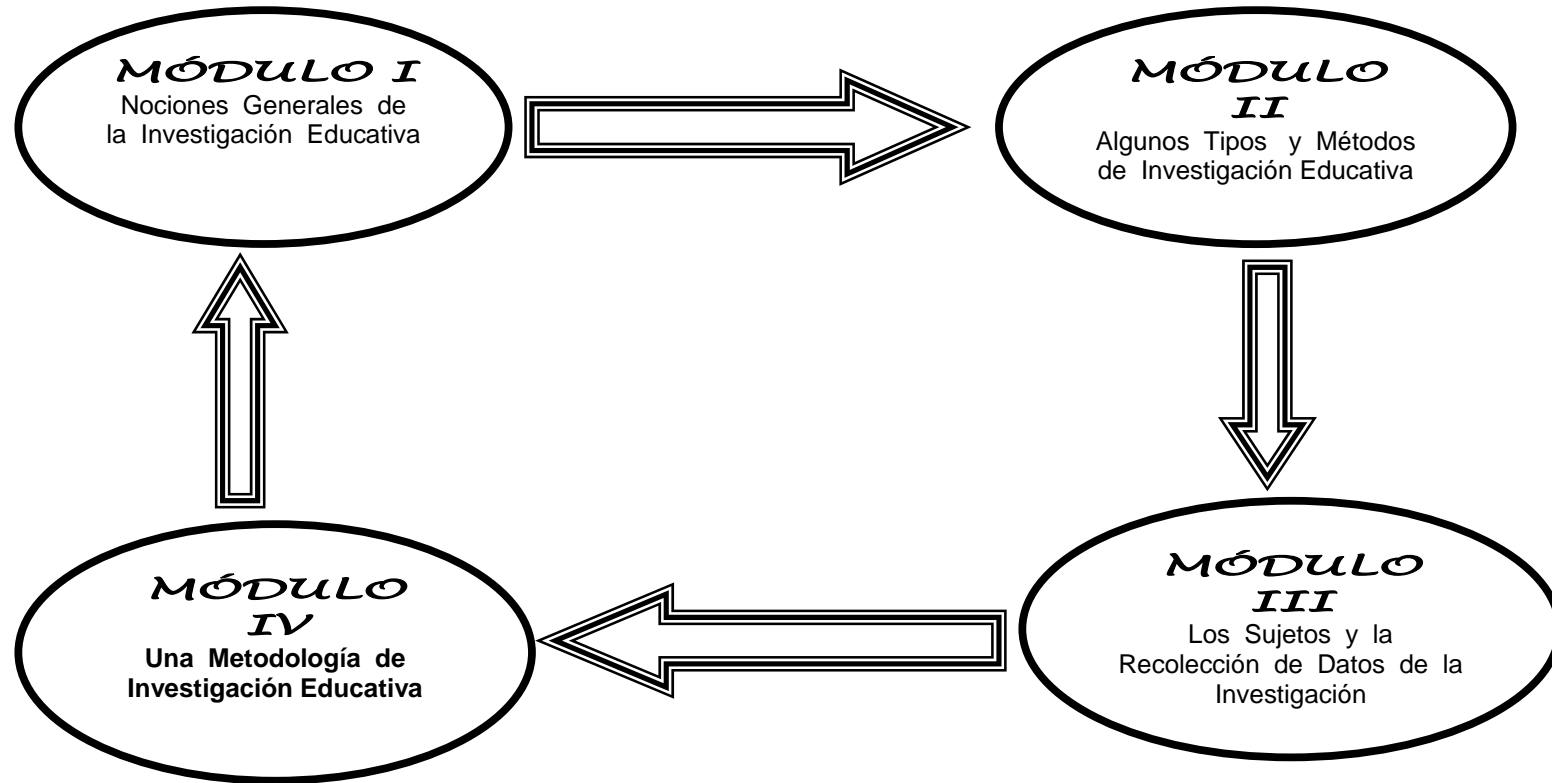 MÓDULO I
Nociones Generales de
la Investigación Educativa
MÓDULO
II
Algunos Tipos y Métodos
de Investigación Educativa
MÓDULO
III
Los Sujetos y la
Recolección de Datos de la
Investigación
MÓDULO
IV
Una Metodología de
Investigación Educativa